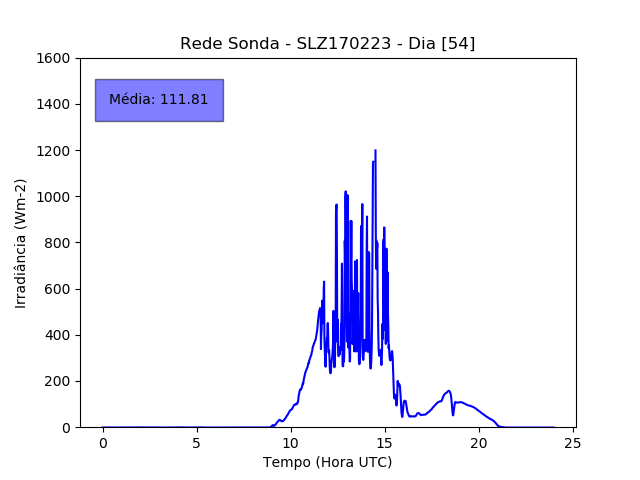 Rede Sonda - SLZ170223 - Dia [54]
1600
1400
1200
1000
800
600
400
200
0
Irradiância (Wm-2)
Média: 111.81
0 5 10 15 20 25
Tempo (Hora UTC)